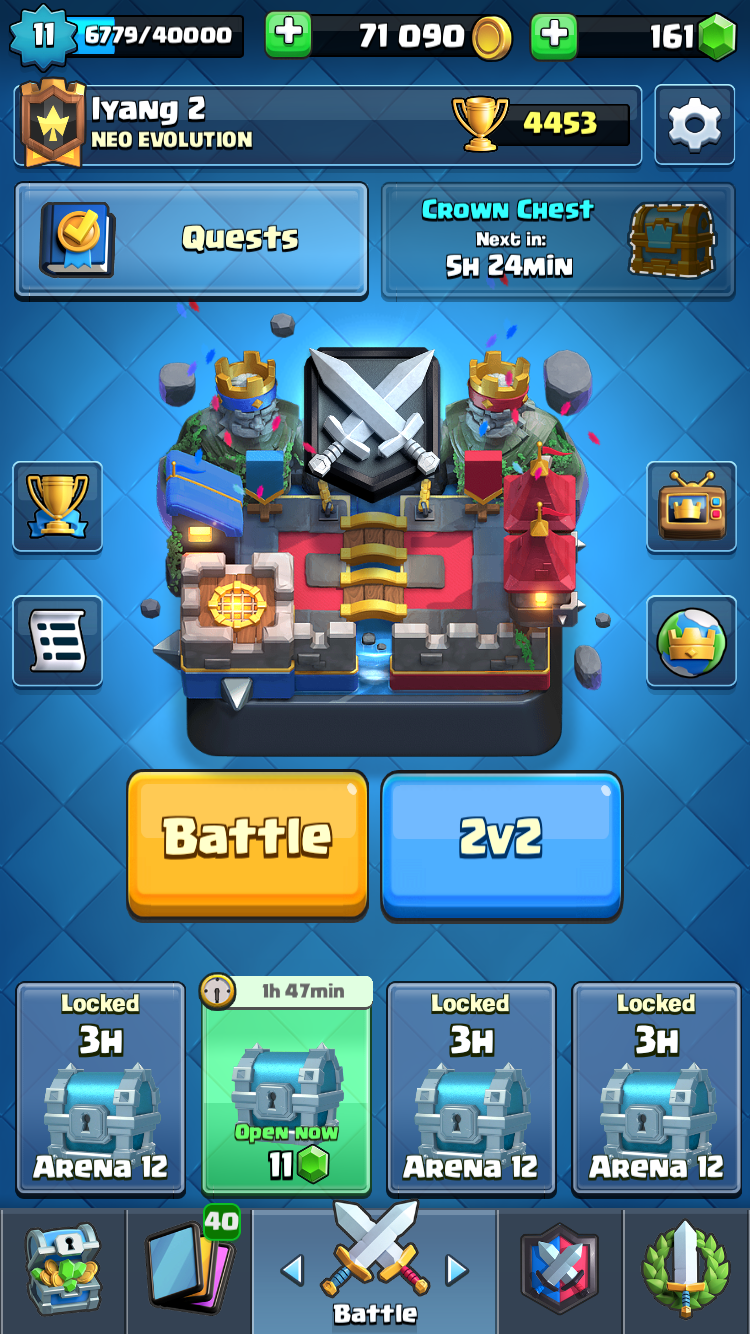 11 6779/40000 71 090 161
lyang 2
NEO EVOLUTION
4453
Quests
Crown Chest
Next in:
5h 24min
Battle
2v2
Locked
3H
Arena 12
1h 47min
Open now
11
Locked
3H
Arena 12
Locked
3H
Arena 12
40
Battle